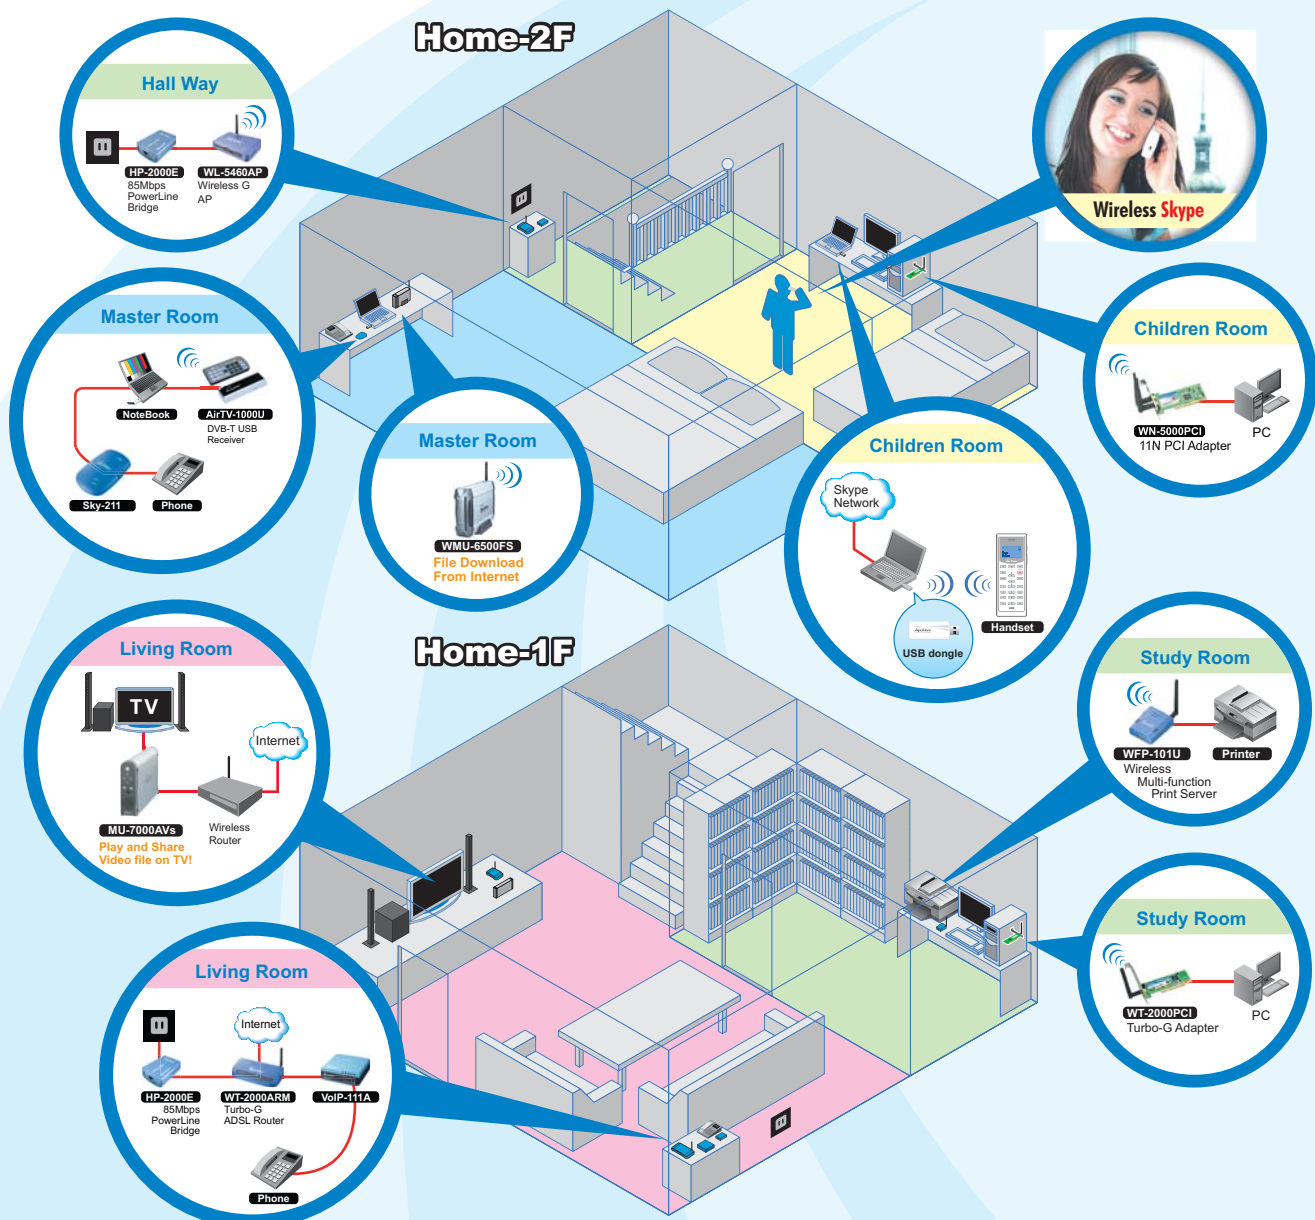 Home-2F
Hall Way
HP-2000E
85Mbps
PowerLine
Bridge
WL-5460AP
Wireless G
AP
Wireless Skype
Master Room
NoteBook
AirTV-1000U
DVB-T USB
Receiver
Sky-211
Phone
Master Room
WMU-6500FS
File Download
From Internet
Children Room
WN-5000PCI
11N PCI Adapter
PC
Children Room
Skype
Network
Handset
USB dongle
Home-1F
Living Room
TV
Internet
MU-7000AVs
Play and Share
Video file on TV!
Wireless
Router
Study Room
WFP-101U
Wireless
Multi-function
Print Server
Printer
Study Room
WT-2000PCI
Turbo-G Adapter
PC
Living Room
Internet
HP-2000E
85Mbps
PowerLine
Bridge
WT-2000ARM
Turbo-G
ADSL Router
VoIP-111A
Phone